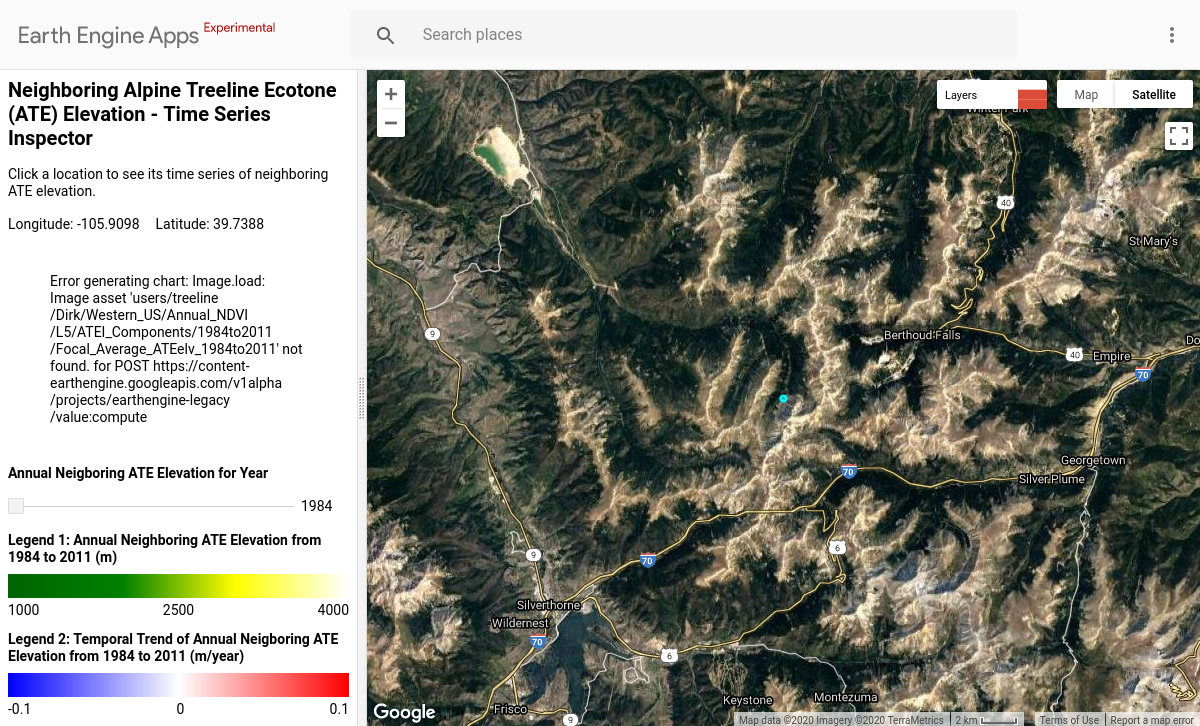 Earth Engine Apps Experimental
Search places
Neighboring Alpine Treeline Ecotone
(ATE) Elevation - Time Series
Inspector
Click a location to see its time series of neighboring
ATE elevation.
Longitude: -105.9098 Latitude: 39.7388
Error generating chart: Image.load:
Image asset 'users/treeline
/Dirk/Western_US/Annual_NDVI
/L5/ATEI_Components/1984to2011
/Focal_Average_ATEelv_1984to2011' not
found. for POST https://content-
earthengine.googleapis.com/v1alpha
/projects/earthengine-legacy
/value:compute
Annual Neigboring ATE Elevation for Year
1984
Legend 1: Annual Neighboring ATE Elevation from
1984 to 2011 (m)
1000 2500 4000
Legend 2: Temporal Trend of Annual Neigboring ATE
Elevation from 1984 to 2011 (m/year)
-0.1 0 0.1
Layers
Map Satellite
Winter Park
40
St Mary's
9
Berthoud Falls
40
Empire
Do
70
Georgetown
70
Silver Plume
9
6
70
Silverthorne
Wildernest
70
6
Keystone
Montezuma
Frisco
9
Google
Map data ©2020 Imagery ©2020 TerraMetrics 2 km Terms of Use Report a map error